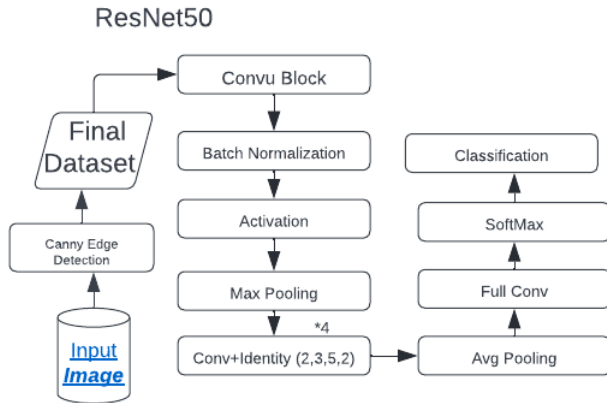 ResNet50
Input
Image
Canny Edge
Detection
Final
Dataset
Convu Block
Batch Normalization
Activation
Max Pooling
*4
Conv+Identity (2,3,5,2)
Avg Pooling
Full Conv
SoftMax
Classification